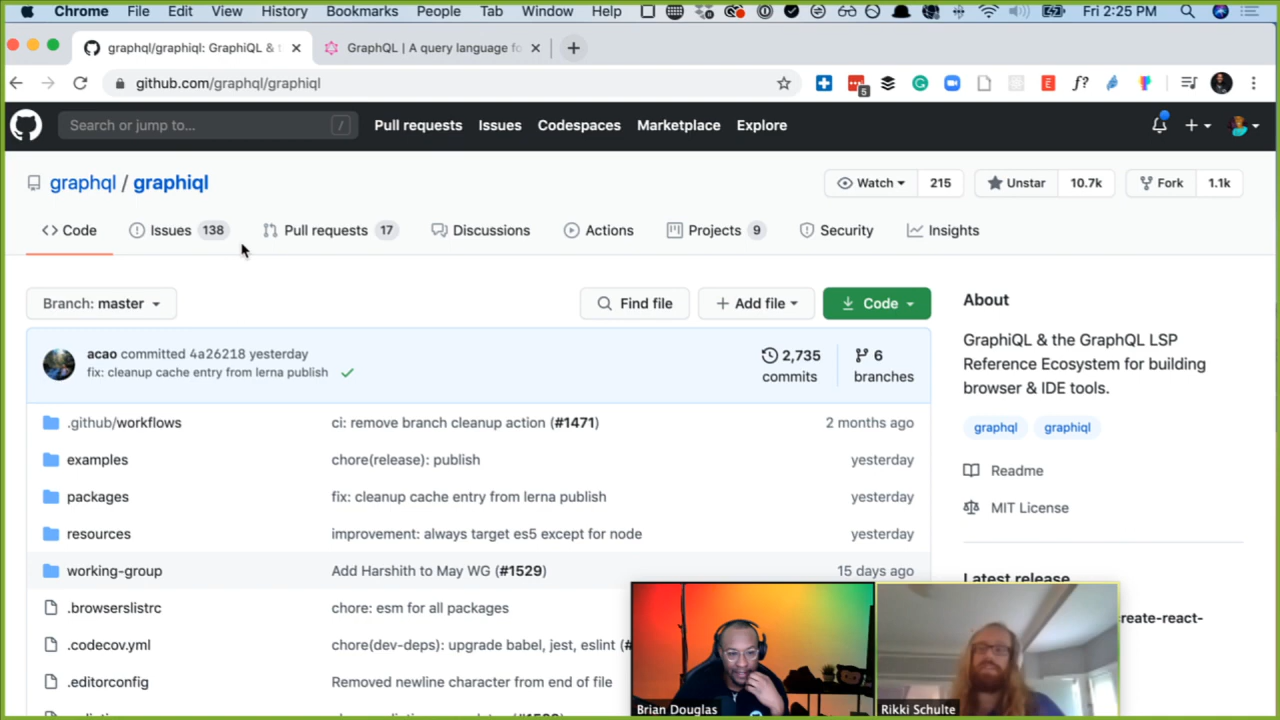 Chrome File Edit View History Bookmarks People Tab Window Help Fri 2:25 PM
graphql/graphiql: GraphiQL & t GraphQL | A query language fo
github.com/graphql/graphiql 5 E f?
Search or jump to... / Pull requests Issues Codespaces Marketplace Explore
graphql / graphiql Watch 215 Unstar 10.7k Fork 1.1k
Code Issues 138 Pull requests 17 Discussions Actions Projects 9 Security Insights
Branch: master Find file Add file Code
acao committed 4a26218 yesterday
fix: cleanup cache entry from lerna publish
2,735 commits
6 branches
.github/workflows ci: remove branch cleanup action (#1471) 2 months ago
examples chore(release): publish yesterday
packages fix: cleanup cache entry from lerna publish yesterday
resources improvement: always target es5 except for node yesterday
working-group Add Harshith to May WG (#1529) 15 days ago
.browserslistrc chore: esm for all packages
.codecov.yml chore(dev-deps): upgrade babel, jest, eslint (#
.editorconfig Removed newline character from end of file
About
GraphiQL & the GraphQL LSP
Reference Ecosystem for building
browser & IDE tools.
graphql graphiql
Readme
MIT License
Latest release
create-react-
Brian Douglas
Rikki Schulte